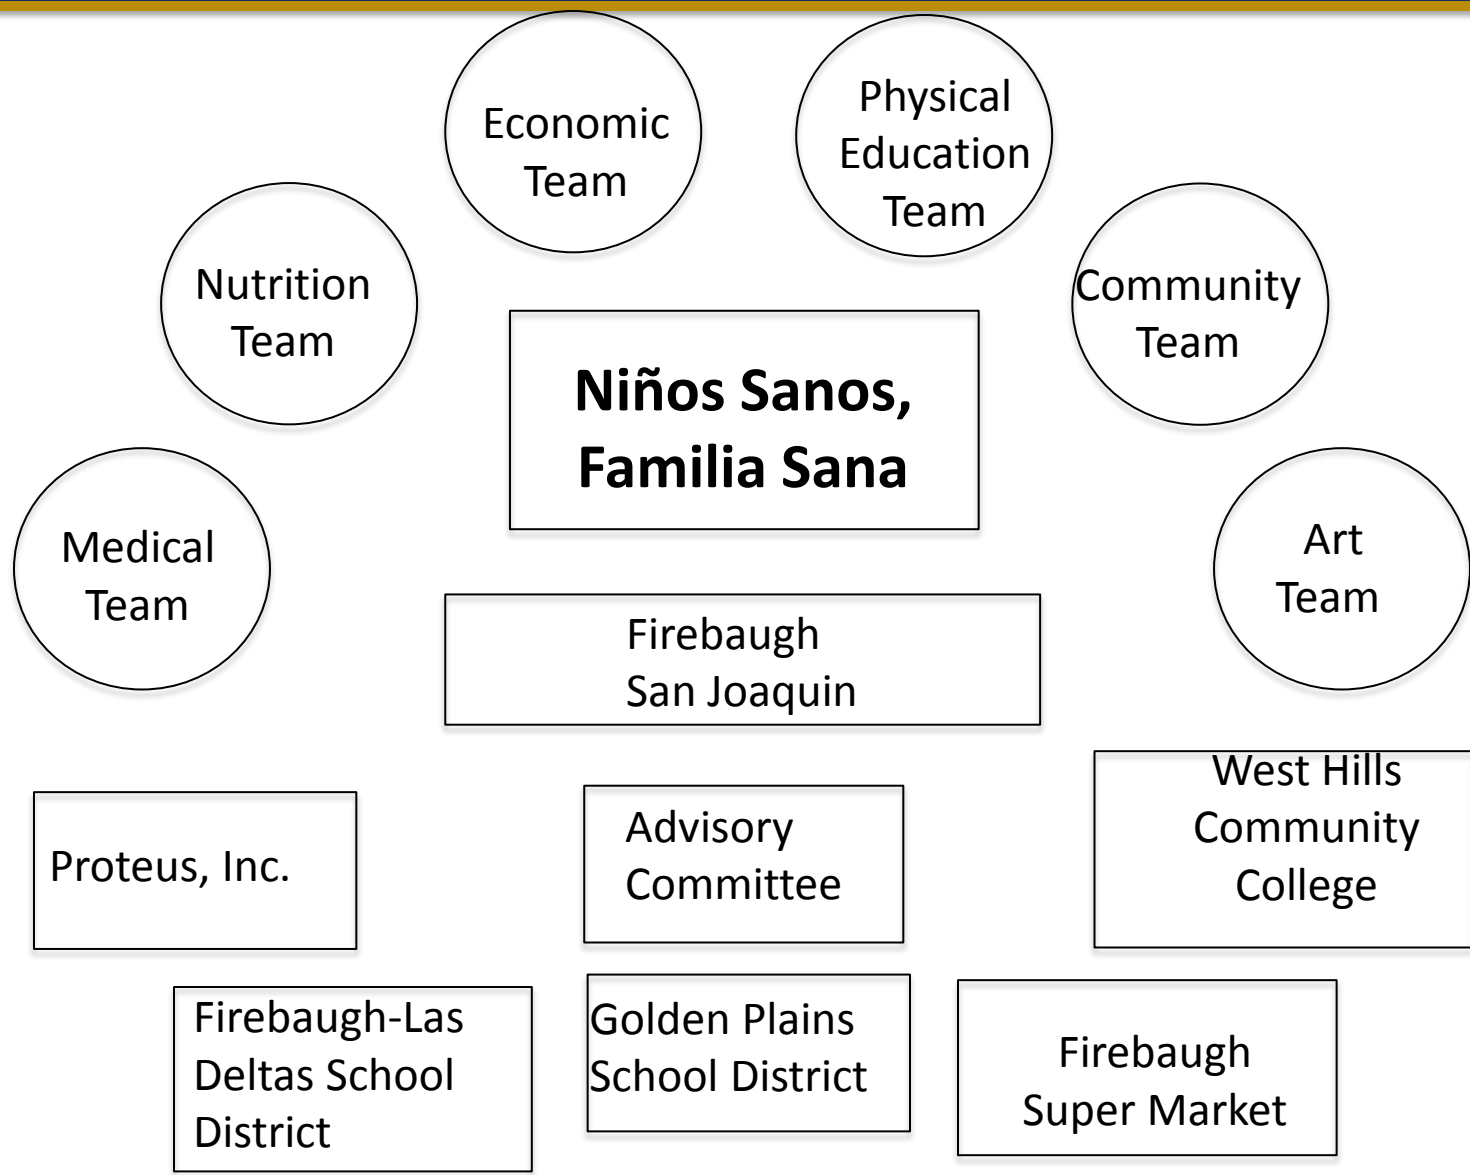 Economic
Team
Physical
Education
Team
Nutrition
Team
Community
Team
Niños Sanos,
Familia Sana
Medical
Team
Art
Team
Firebaugh
San Joaquin
Proteus, Inc.
Advisory
Committee
West Hills
Community
College
Firebaugh-Las
Deltas School
District
Golden Plains
School District
Firebaugh
Super Market